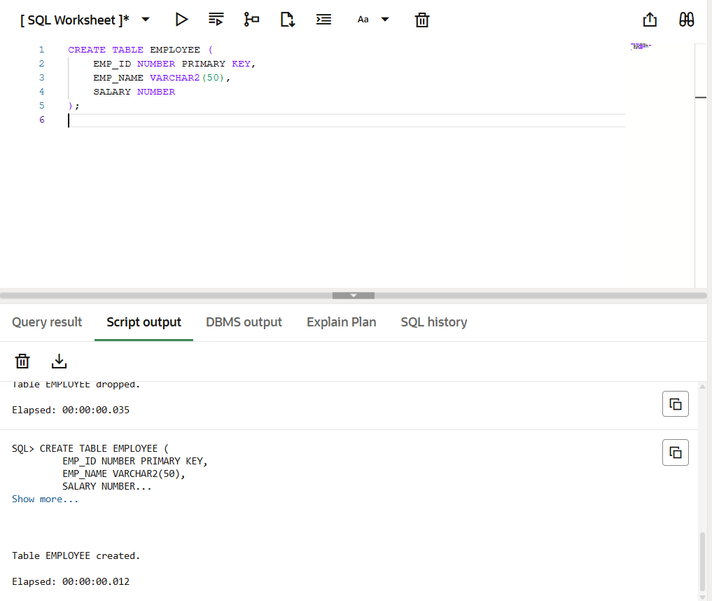 [ SQL Worksheet ]*
Aa
1 CREATE TABLE EMPLOYEE (
2 EMP_ID NUMBER PRIMARY KEY,
3 EMP_NAME VARCHAR2(50),
4 SALARY NUMBER
5 );
6
Query result Script output DBMS output Explain Plan SQL history
Table EMPLOYEE dropped.
Elapsed: 00:00:00.035
SQL> CREATE TABLE EMPLOYEE (
EMP_ID NUMBER PRIMARY KEY,
EMP_NAME VARCHAR2(50),
SALARY NUMBER...
Show more...
Table EMPLOYEE created.
Elapsed: 00:00:00.012